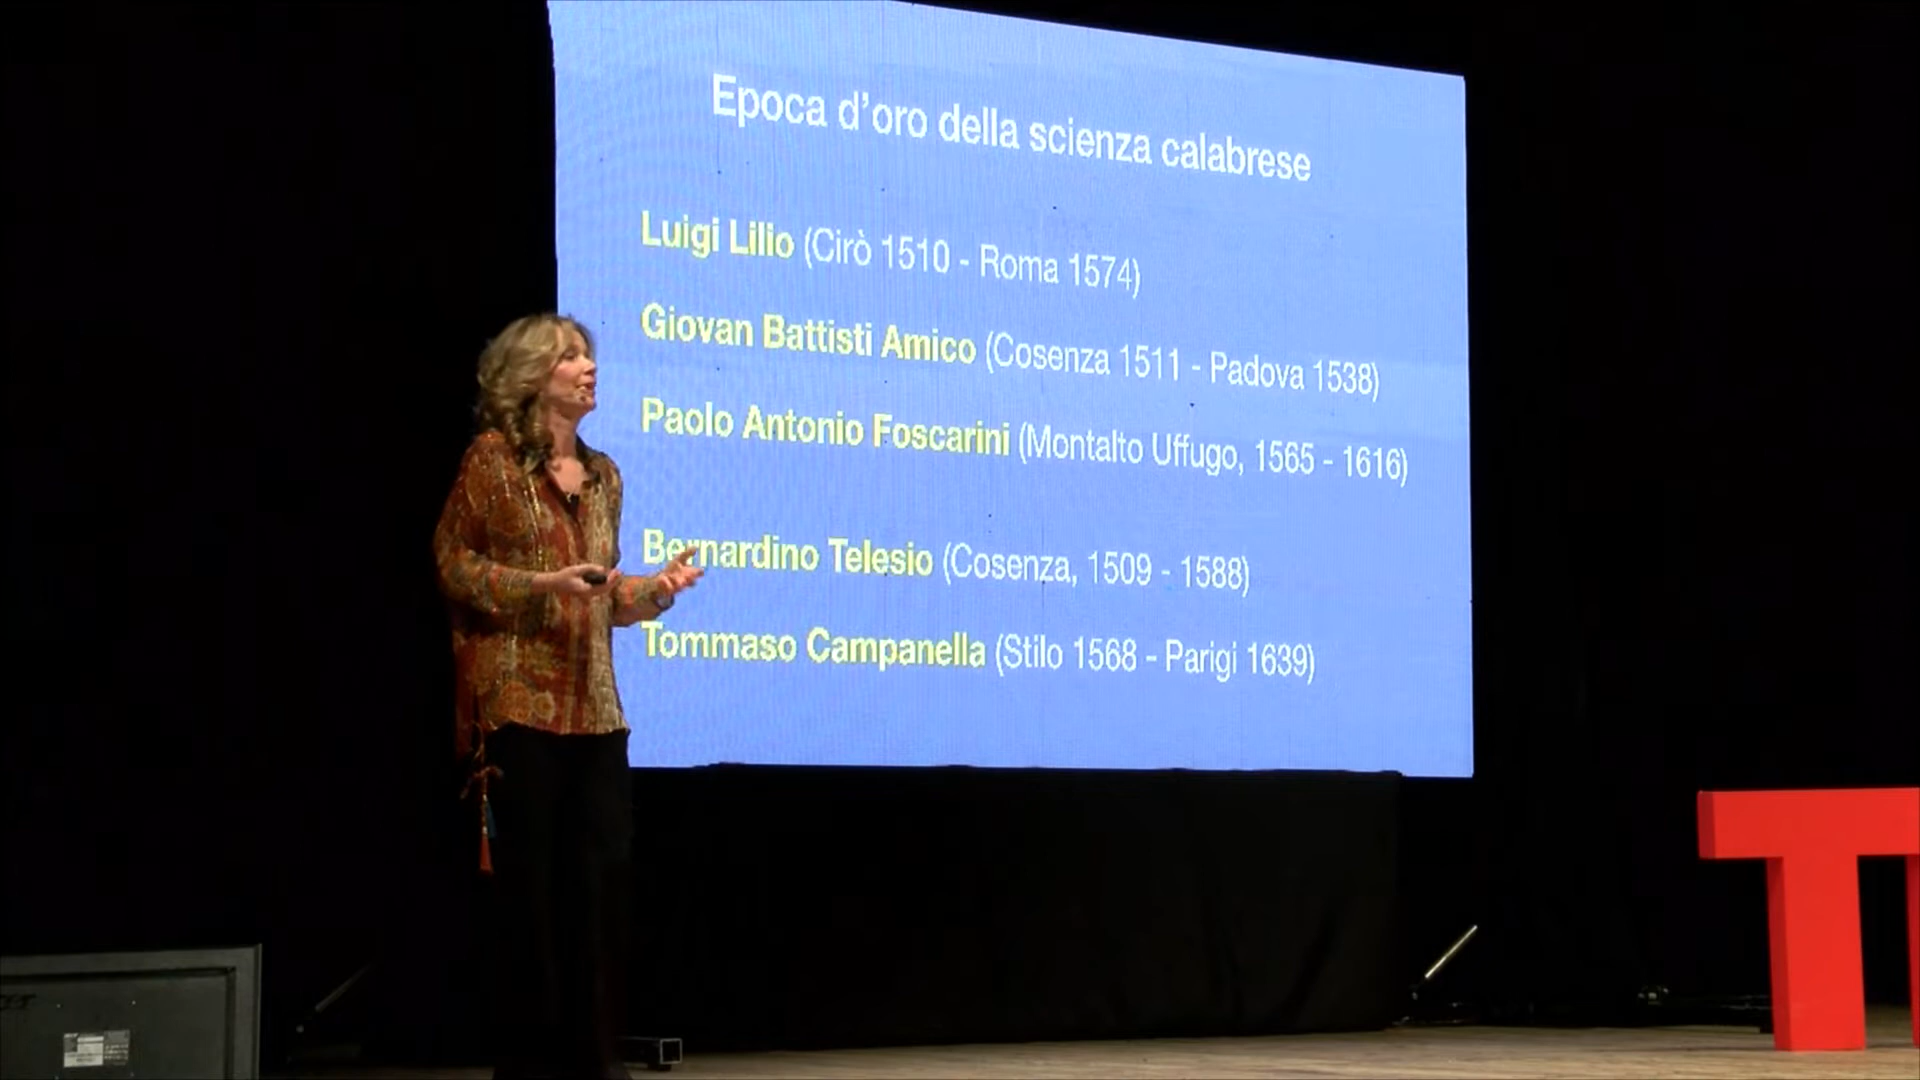 Epoca d'oro della scienza calabrese
Luigi Lilio (Cirò 1510 - Roma 1574)
Giovan Battisti Amico (Cosenza 1511 - Padova 1538)
Paolo Antonio Foscarini (Montalto Uffugo, 1565 - 1616)
Bernardino Telesio (Cosenza, 1509 - 1588)
Tommaso Campanella (Stilo 1568 - Parigi 1639)